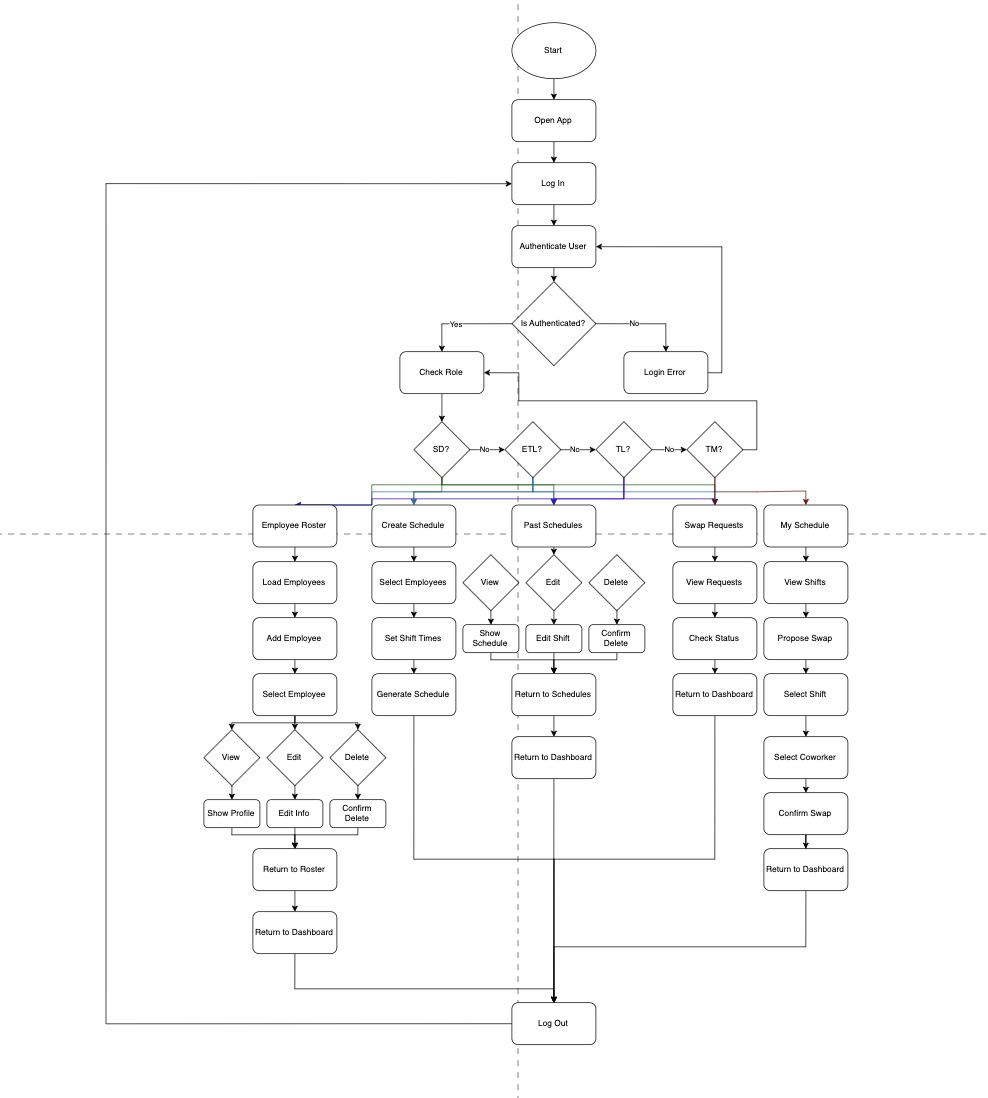 Start
Open App
Log In
Authenticate User
Is Authenticated?
Yes
No
Check Role
Login Error
SD?
No
ETL?
No
TL?
No
TM?
Employee Roster
Create Schedule
Past Schedules
Swap Requests
My Schedule
Load Employees
Select Employees
View
Edit
Delete
View Requests
View Shifts
Add Employee
Set Shift Times
Show
Schedule
Edit Shift
Confirm
Delete
Check Status
Propose Swap
Select Employee
Generate Schedule
Return to Schedules
Return to Dashboard
Select Shift
View
Edit
Delete
Return to Dashboard
Select Coworker
Show Profile
Edit Info
Confirm
Delete
Confirm Swap
Return to Roster
Return to Dashboard
Return to Dashboard
Log Out